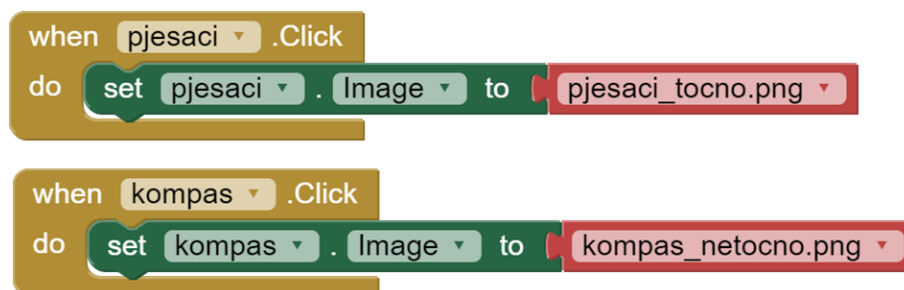 when pjesaci .Click
do set pjesaci . Image to pjesaci_tocno.png
when kompas .Click
do set kompas . Image to kompas_netocno.png